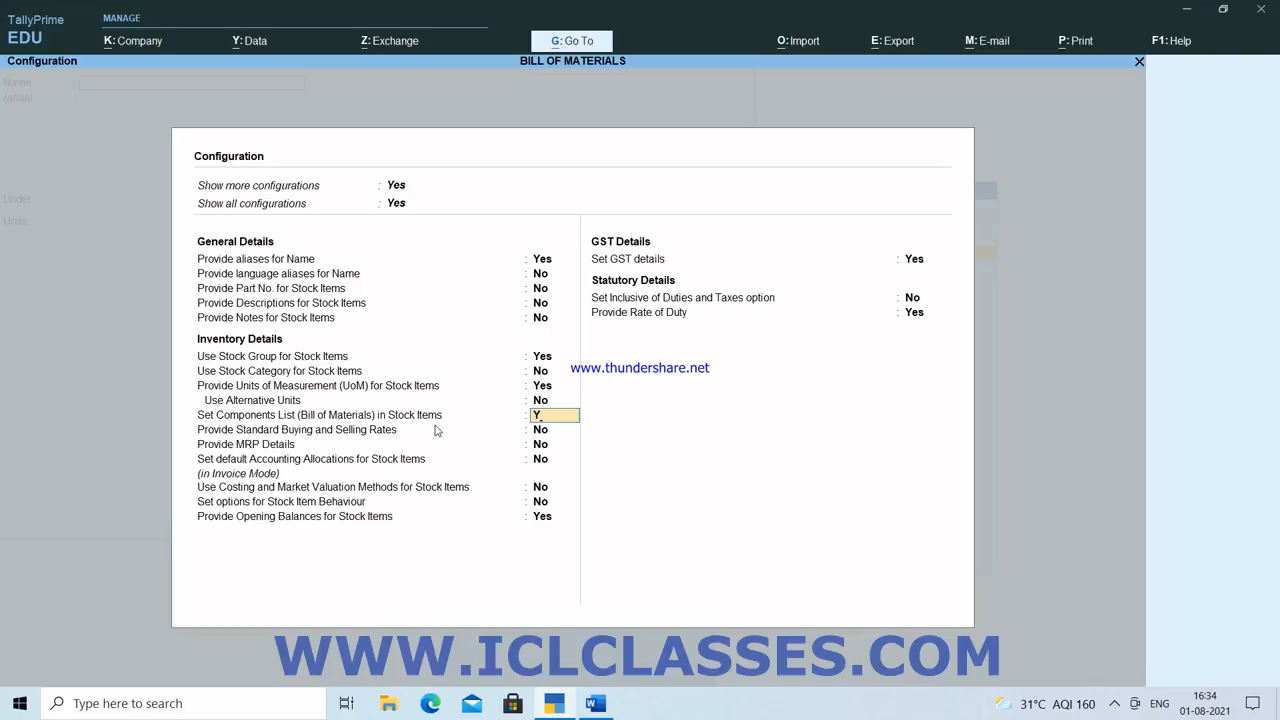 TallyPrime
EDU
MANAGE
K: Company
Y: Data
Z: Exchange
G: Go To
O: Import
E: Export
M: E-mail
P: Print
F1: Help
Configuration
BILL OF MATERIALS
Name
(alias)
Under
Units
Configuration
Show more configurations : Yes
Show all configurations : Yes
General Details
Provide aliases for Name : Yes
Provide language aliases for Name : No
Provide Part No. for Stock Items : No
Provide Descriptions for Stock Items : No
Provide Notes for Stock Items : No
Inventory Details
Use Stock Group for Stock Items : Yes
Use Stock Category for Stock Items : No
Provide Units of Measurement (UoM) for Stock Items : Yes
Use Alternative Units : No
Set Components List (Bill of Materials) in Stock Items : Y
Provide Standard Buying and Selling Rates : No
Provide MRP Details : No
Set default Accounting Allocations for Stock Items : No
(in Invoice Mode)
Use Costing and Market Valuation Methods for Stock Items : No
Set options for Stock Item Behaviour : No
Provide Opening Balances for Stock Items : Yes
GST Details
Set GST details : Yes
Statutory Details
Set Inclusive of Duties and Taxes option : No
Provide Rate of Duty : Yes
www.thundershare.net
WWW.ICLCLASSES.COM
Type here to search
31°C AQI 160
ENG
16:34
01-08-2021